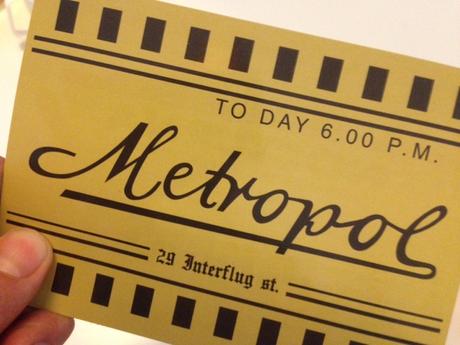 TO DAY 6.00 P.M.
Metropol
29 Interflug st.